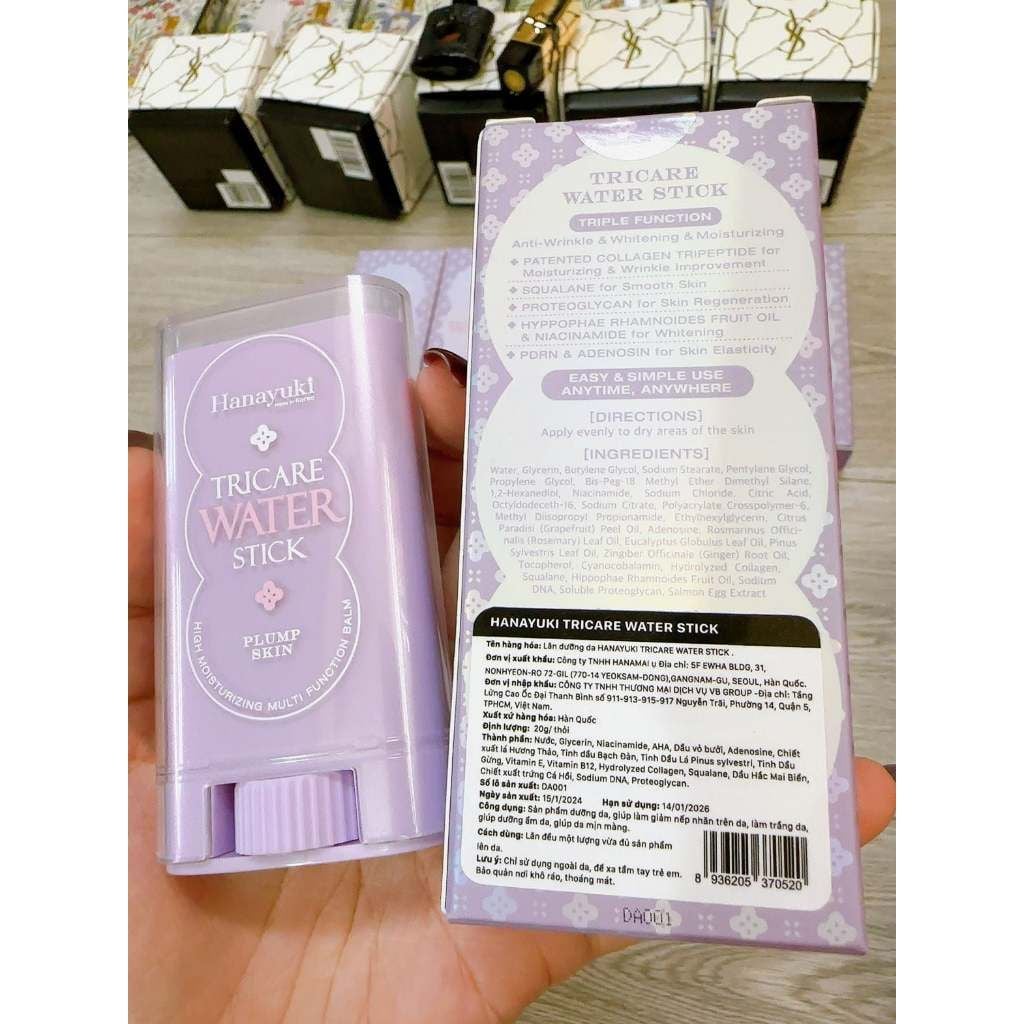 YSL
YSL
YSL
YSL
Hanayuki
Made in Korea
TRICARE
WATER
STICK
PLUMP
SKIN
HIGH MOISTURIZING MULTI FUNCTION BALM
TRICARE
WATER STICK
TRIPLE FUNCTION
Anti-Wrinkle & Whitening & Moisturizing
PATENTED COLLAGEN TRIPEPTIDE for
Moisturizing & Wrinkle Improvement
SQUALANE for Smooth Skin
PROTEOGLYCAN for Skin Regeneration
HYPPOPHAE RHAMNOIDES FRUIT OIL
& NIACINAMIDE for Whitening
PDRN & ADENOSIN for Skin Elasticity
EASY & SIMPLE USE
ANYTIME, ANYWHERE
[DIRECTIONS]
Apply evenly to dry areas of the skin
[INGREDIENTS]
Water, Glycerin, Butylene Glycol, Sodium Stearate, Pentylene Glycol,
Propylene Glycol, Bis-Peg-18 Methyl Ether Dimethyl Silane,
1,2-Hexanediol, Niacinamide, Sodium Chloride, Citric Acid,
Octyldodeceth-16, Sodium Citrate, Polyacrylate Crosspolymer-6,
Methyl Diisopropyl Propionamide, Ethylhexylglycerin, Citrus
Paradisi (Grapefruit) Peel Oil, Adenosine, Rosmarinus Offici-
nalis (Rosemary) Leaf Oil, Eucalyptus Globulus Leaf Oil, Pinus
Sylvestris Leaf Oil, Zingiber Officinale (Ginger) Root Oil,
Tocopherol, Cyanocobalamin, Hydrolyzed Collagen,
Squalane, Hippophae Rhamnoides Fruit Oil, Sodium
DNA, Soluble Proteoglycan, Salmon Egg Extract
HANAYUKI TRICARE WATER STICK
Tên hàng hóa: Lăn dưỡng da HANAYUKI TRICARE WATER STICK .
Đơn vị xuất khẩu: Công ty TNHH HANAMAI ụ Địa chỉ: 5F EWHA BLDG, 31,
NONHYEON-RO 72-GIL (770-14 YEOKSAM-DONG),GANGNAM-GU, SEOUL, Hàn Quốc.
Đơn vị nhập khẩu: CÔNG TY TNHH THƯƠNG MẠI DỊCH VỤ VB GROUP -Địa chỉ: Tầng
Lửng Cao Ốc Đại Thanh Bình số 911-913-915-917 Nguyễn Trãi, Phường 14, Quận 5,
TPHCM, Việt Nam.
Xuất xứ hàng hóa: Hàn Quốc
Định lượng: 20g/ thỏi
Thành phần: Nước, Glycerin, Niacinamide, AHA, Dầu vỏ bưởi, Adenosine, Chiết
xuất lá Hương Thảo, Tinh dầu Bạch Đàn, Tinh Dầu Lá Pinus sylvestri, Tinh Dầu
Gừng, Vitamin E, Vitamin B12, Hydrolyzed Collagen, Squalane, Dầu Hắc Mai Biển,
Chiết xuất trứng Cá Hồi, Sodium DNA, Proteoglycan.
Số lô sản xuất: DA001
Ngày sản xuất: 15/1/2024 Hạn sử dụng: 14/01/2026
Công dụng: Sản phẩm dưỡng da, giúp làm giảm nếp nhăn trên da, làm trắng da,
giúp dưỡng ẩm da, giúp da mịn màng.
Cách dùng: Lăn đều một lượng vừa đủ sản phẩm
lên da.
Lưu ý: Chỉ sử dụng ngoài da, để xa tầm tay trẻ em.
Bảo quản nơi khô ráo, thoáng mát.
8 936205 370520
DA001